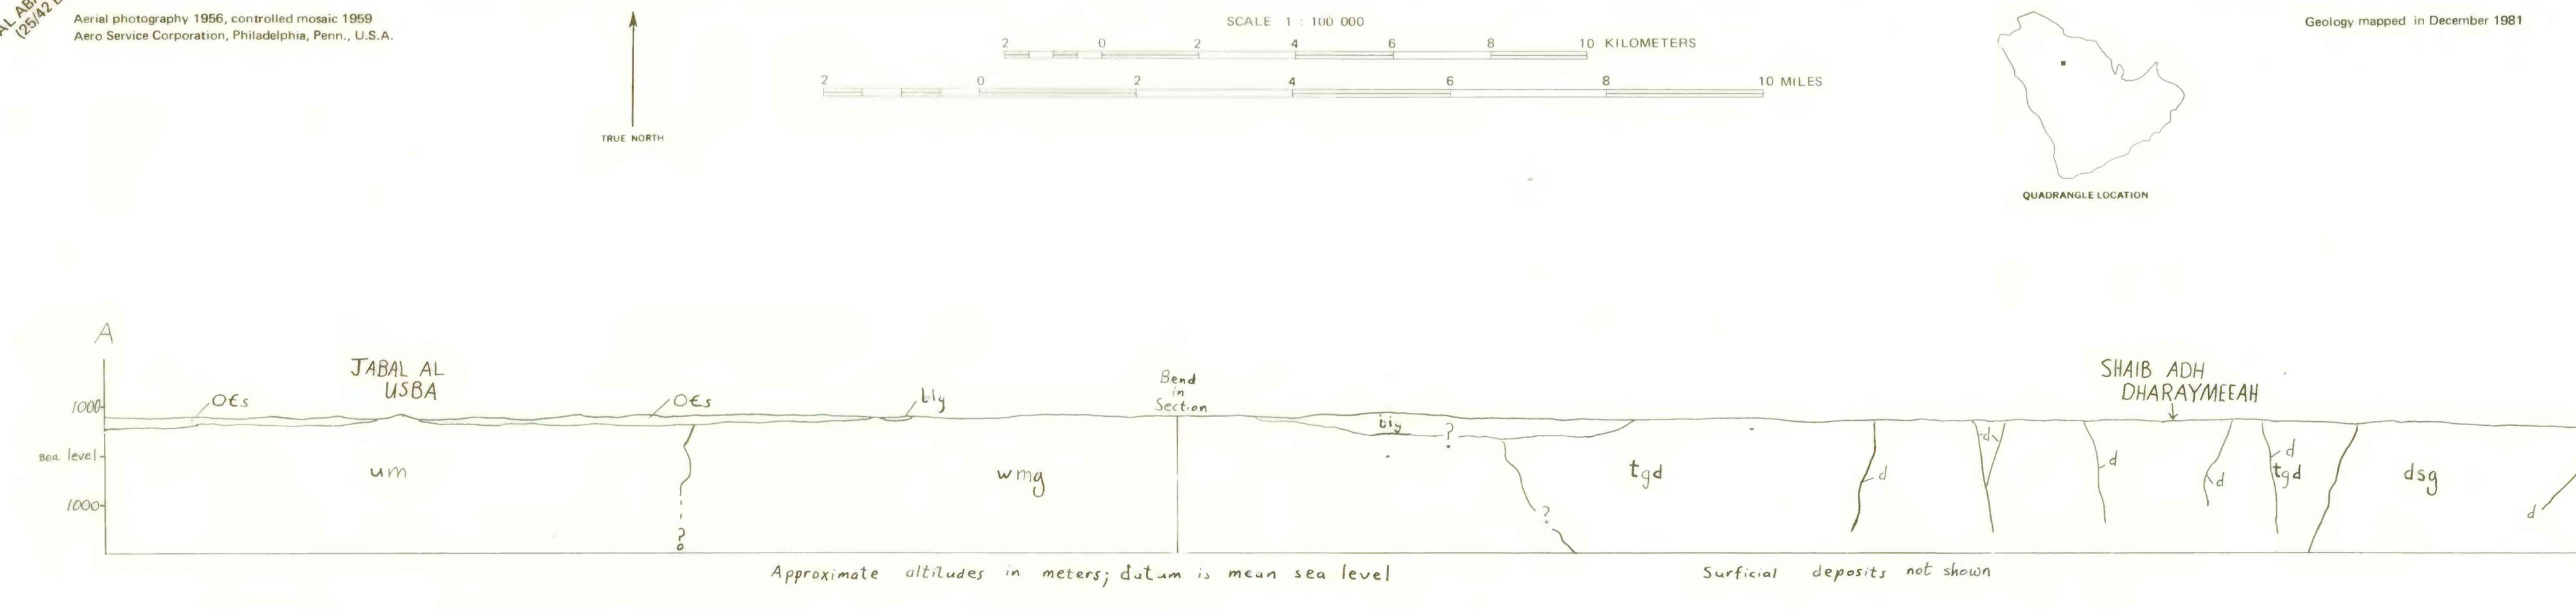 Aerial photography 1956, controlled mosaic 1959
Aero Service Corporation, Philadelphia, Penn., U.S.A.
TRUE NORTH
SCALE 1 : 100 000
2 0 2 4 6 8 10 KILOMETERS
2 0 2 4 6 8 10 MILES
QUADRANGLE LOCATION
Geology mapped in December 1981
(25/42
A
JABAL AL
USBA
O€s
O€s
bly
Bend
in
Section
SHAIB ADH
DHARAYMEEAH
1000
sea level
1000
um
?
wmg
?
?
tgd
d
d
d
d
d
tgd
dsg
d
Approximate altitudes in meters; datum is mean sea level
Surficial deposits not shown